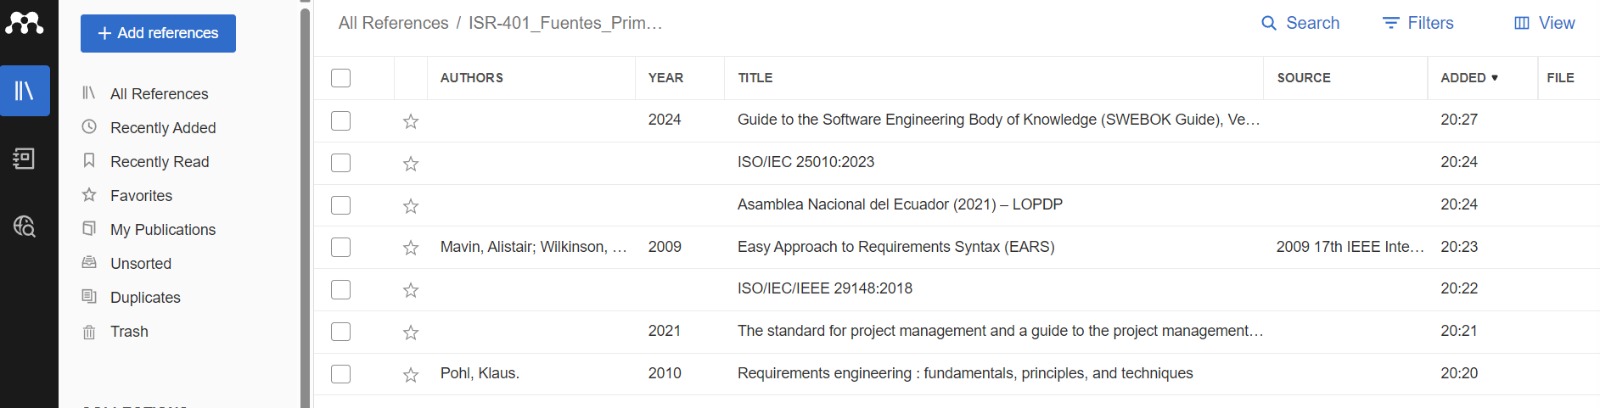 + Add references
All References
Recently Added
Recently Read
Favorites
My Publications
Unsorted
Duplicates
Trash
All References / ISR-401_Fuentes_Prim…
Search
Filters
View
AUTHORS YEAR TITLE SOURCE ADDED ▼ FILE
2024 Guide to the Software Engineering Body of Knowledge (SWEBOK Guide), Ve… 20:27
ISO/IEC 25010:2023 20:24
Asamblea Nacional del Ecuador (2021) – LOPDP 20:24
Mavin, Alistair; Wilkinson, … 2009 Easy Approach to Requirements Syntax (EARS) 2009 17th IEEE Inte… 20:23
ISO/IEC/IEEE 29148:2018 20:22
2021 The standard for project management and a guide to the project management… 20:21
Pohl, Klaus. 2010 Requirements engineering : fundamentals, principles, and techniques 20:20